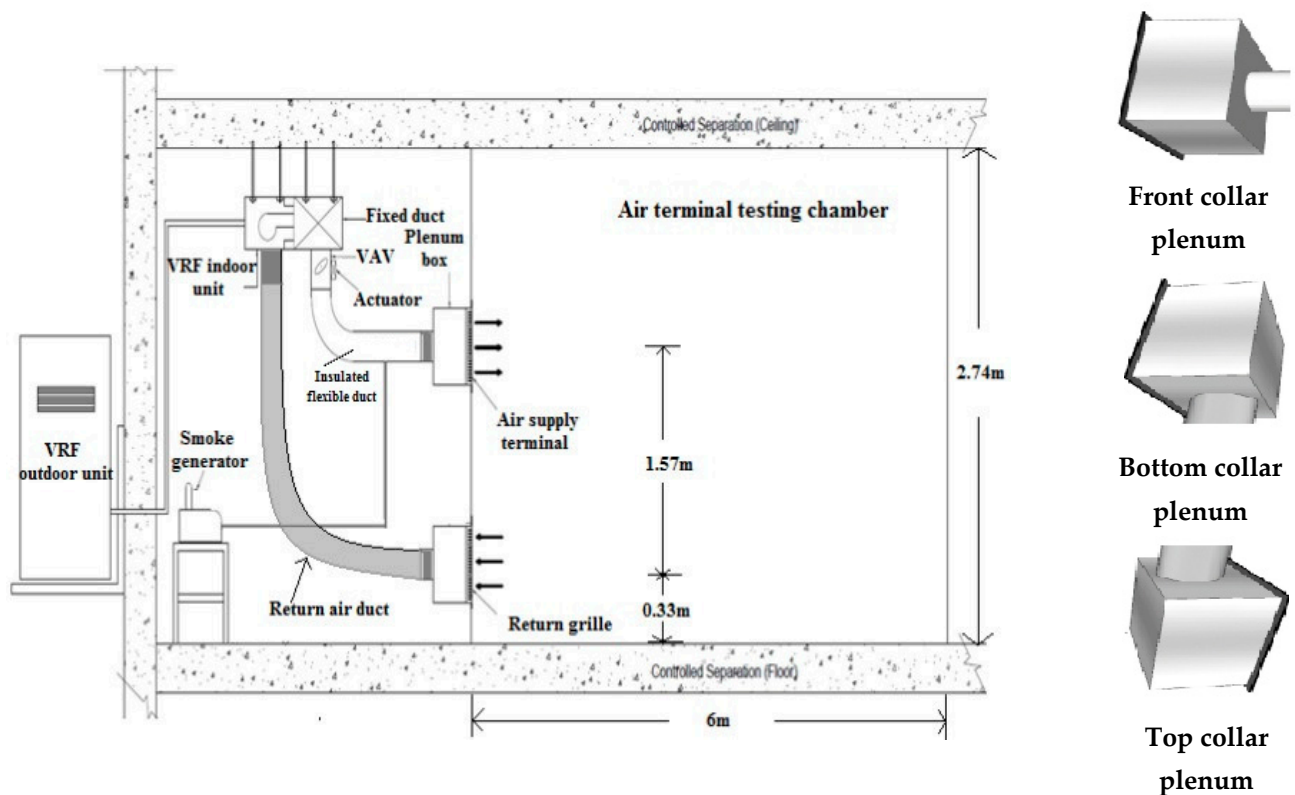 Controlled Separation (Ceiling)
Air terminal testing chamber
Fixed duct
Plenum
box
VAV
VRF indoor
unit
Actuator
Insulated
flexible duct
Air supply
terminal
2.74m
1.57m
VRF
outdoor unit
Smoke
generator
Return air duct
Return grille
0.33m
Controlled Separation (Floor)
6m
Front collar
plenum
Bottom collar
plenum
Top collar
plenum